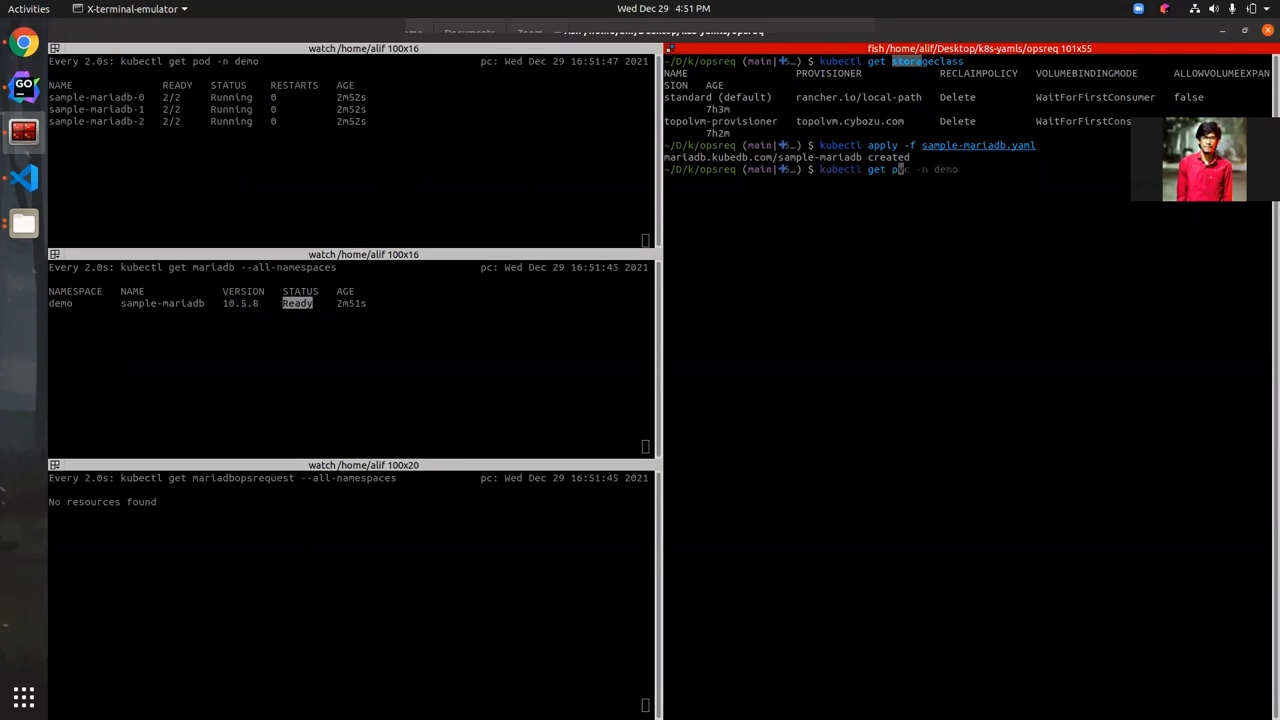 Activities
X-terminal-emulator
Wed Dec 29 4:51 PM
watch /home/alif 100x16
Every 2.0s: kubectl get pod -n demo pc: Wed Dec 29 16:51:47 2021
NAME READY STATUS RESTARTS AGE
sample-mariadb-0 2/2 Running 0 2m52s
sample-mariadb-1 2/2 Running 0 2m52s
sample-mariadb-2 2/2 Running 0 2m52s
watch /home/alif 100x16
Every 2.0s: kubectl get mariadb --all-namespaces pc: Wed Dec 29 16:51:45 2021
NAMESPACE NAME VERSION STATUS AGE
demo sample-mariadb 10.5.8 Ready 2m51s
watch /home/alif 100x20
Every 2.0s: kubectl get mariadbopsrequest --all-namespaces pc: Wed Dec 29 16:51:45 2021
No resources found
fish /home/alif/Desktop/k8s-yamls/opsreq 101x55
~/D/k/opsreq (main|✚5…) $ kubectl get storageclass
NAME PROVISIONER RECLAIMPOLICY VOLUMEBINDINGMODE ALLOWVOLUMEEXPAN
SION AGE
standard (default) rancher.io/local-path Delete WaitForFirstConsumer false
7h3m
topolvm-provisioner topolvm.cybozu.com Delete WaitForFirstCons
7h2m
~/D/k/opsreq (main|✚5…) $ kubectl apply -f sample-mariadb.yaml
mariadb.kubedb.com/sample-mariadb created
~/D/k/opsreq (main|✚5…) $ kubectl get pvc -n demo
GO